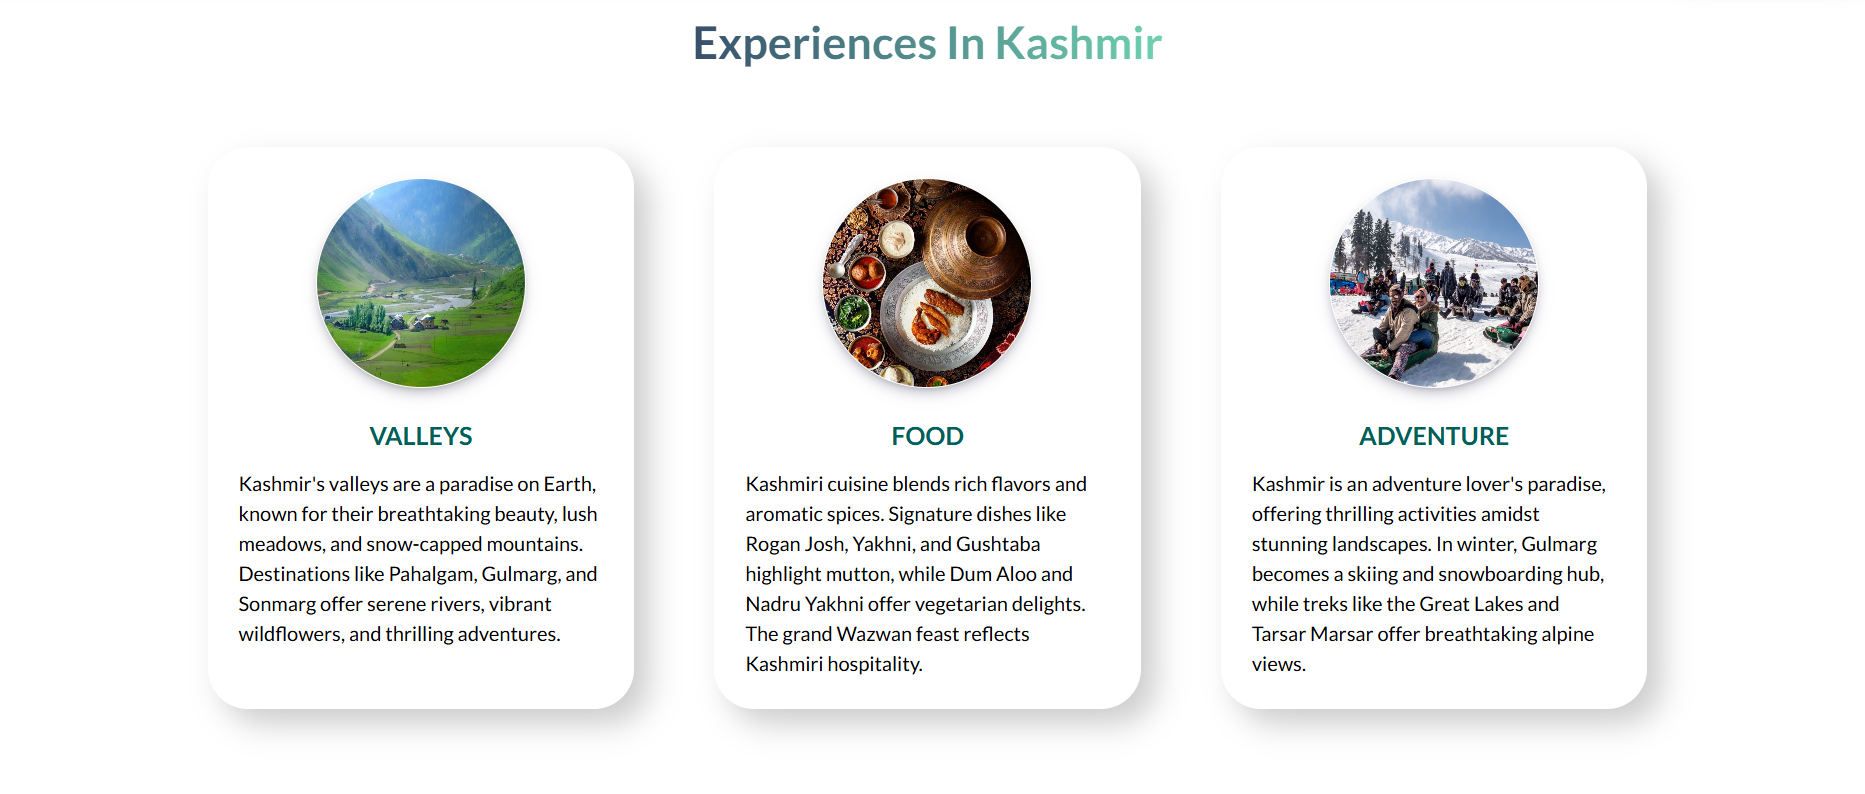 Experiences In Kashmir
VALLEYS
Kashmir's valleys are a paradise on Earth,
known for their breathtaking beauty, lush
meadows, and snow-capped mountains.
Destinations like Pahalgam, Gulmarg, and
Sonmarg offer serene rivers, vibrant
wildflowers, and thrilling adventures.
FOOD
Kashmiri cuisine blends rich flavors and
aromatic spices. Signature dishes like
Rogan Josh, Yakhni, and Gushtaba
highlight mutton, while Dum Aloo and
Nadru Yakhni offer vegetarian delights.
The grand Wazwan feast reflects
Kashmiri hospitality.
ADVENTURE
Kashmir is an adventure lover's paradise,
offering thrilling activities amidst
stunning landscapes. In winter, Gulmarg
becomes a skiing and snowboarding hub,
while treks like the Great Lakes and
Tarsar Marsar offer breathtaking alpine
views.